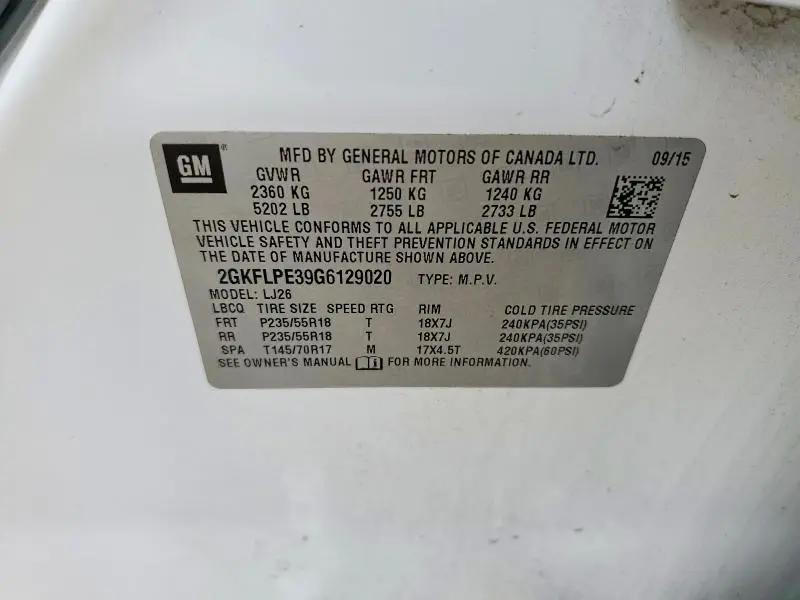 GM® MFD BY GENERAL MOTORS OF CANADA LTD. 09/15
GVWR GAWR FRT GAWR RR
2360 KG 1250 KG 1240 KG
5202 LB 2755 LB 2733 LB
THIS VEHICLE CONFORMS TO ALL APPLICABLE U.S. FEDERAL MOTOR
VEHICLE SAFETY AND THEFT PREVENTION STANDARDS IN EFFECT ON
THE DATE OF MANUFACTURE SHOWN ABOVE.
2GKFLPE39G6129020 TYPE: M.P.V.
MODEL: LJ26
LBCQ TIRE SIZE SPEED RTG RIM COLD TIRE PRESSURE
FRT P235/55R18 T 18X7J 240KPA(35PSI)
RR P235/55R18 T 18X7J 240KPA(35PSI)
SPA T145/70R17 M 17X4.5T 420KPA(60PSI)
SEE OWNER'S MANUAL i FOR MORE INFORMATION.